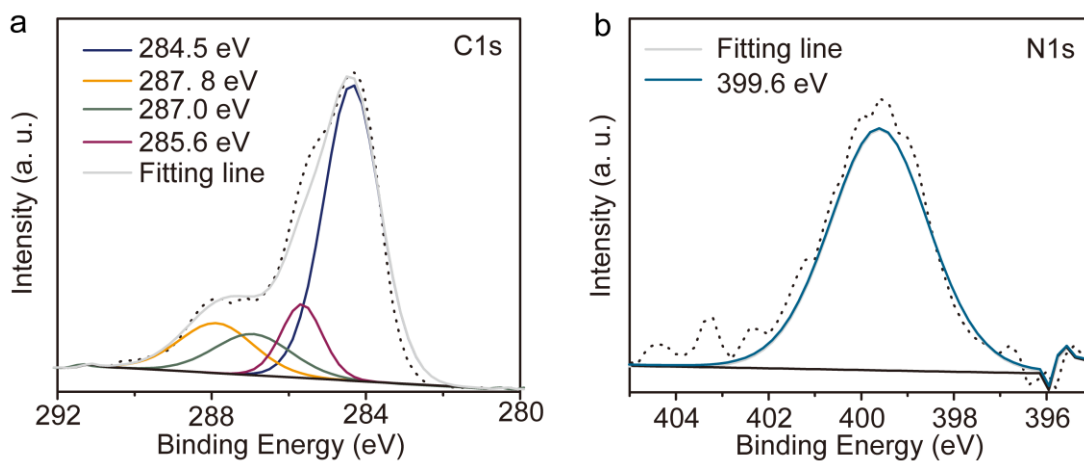 a
284.5 eV
287. 8 eV
287.0 eV
285.6 eV
Fitting line
C1s
Intensity (a. u.)
292
288
284
280
Binding Energy (eV)
b
Fitting line
399.6 eV
N1s
Intensity (a. u.)
404
402
400
398
396
Binding Energy (eV)